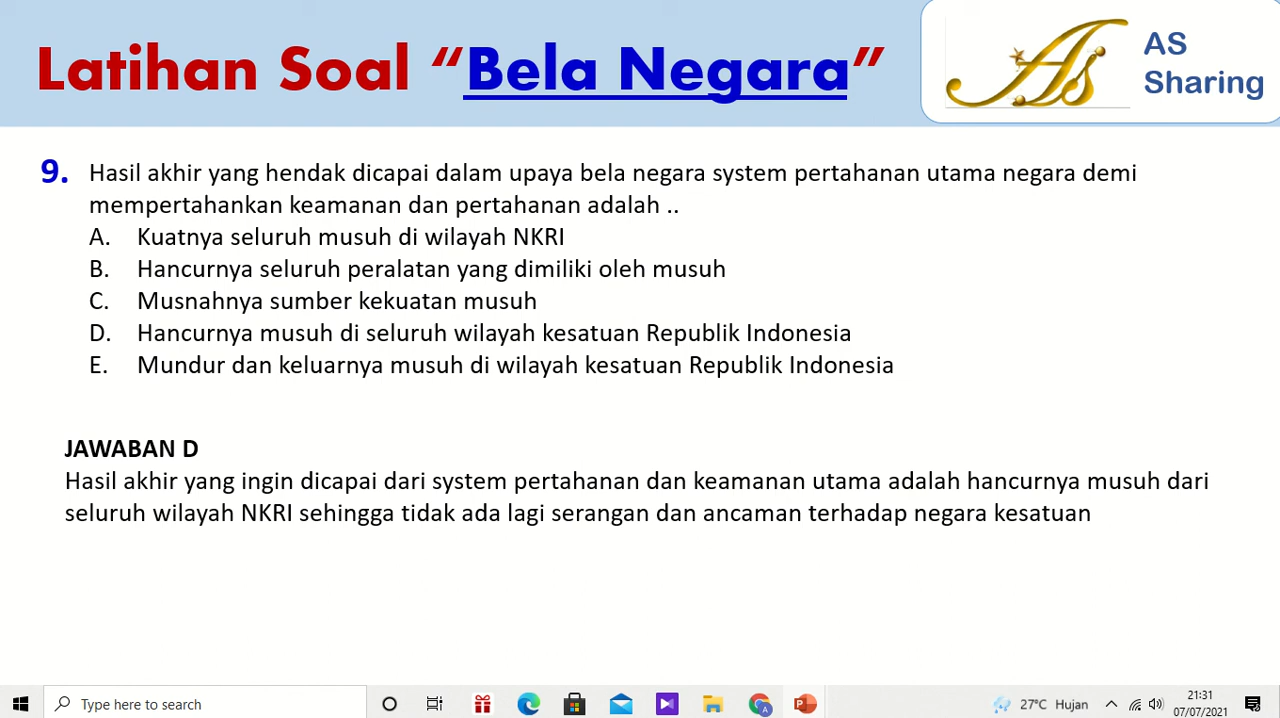 Latihan Soal “Bela Negara”
As
AS
Sharing
9. Hasil akhir yang hendak dicapai dalam upaya bela negara system pertahanan utama negara demi
mempertahankan keamanan dan pertahanan adalah ..
A. Kuatnya seluruh musuh di wilayah NKRI
B. Hancurnya seluruh peralatan yang dimiliki oleh musuh
C. Musnahnya sumber kekuatan musuh
D. Hancurnya musuh di seluruh wilayah kesatuan Republik Indonesia
E. Mundur dan keluarnya musuh di wilayah kesatuan Republik Indonesia
JAWABAN D
Hasil akhir yang ingin dicapai dari system pertahanan dan keamanan utama adalah hancurnya musuh dari
seluruh wilayah NKRI sehingga tidak ada lagi serangan dan ancaman terhadap negara kesatuan
Type here to search
27°C Hujan
21:31
07/07/2021